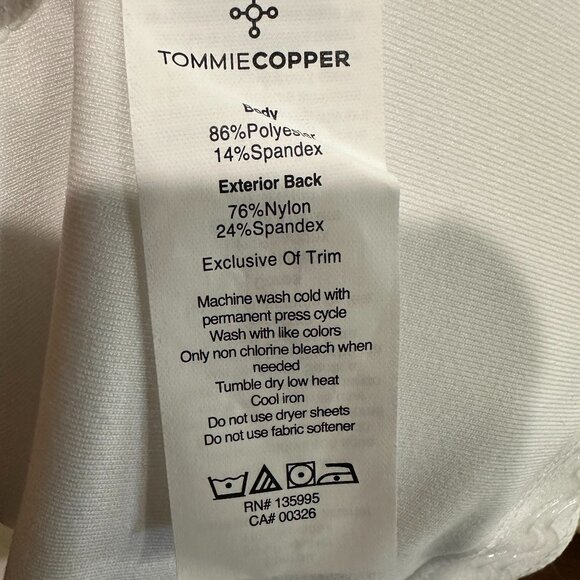 TOMMIECOPPER
Body
86%Polyester
14%Spandex
Exterior Back
76%Nylon
24%Spandex
Exclusive Of Trim
Machine wash cold with
permanent press cycle
Wash with like colors
Only non chlorine bleach when
needed
Tumble dry low heat
Cool iron
Do not use dryer sheets
Do not use fabric softener
RN# 135995
CA# 00326